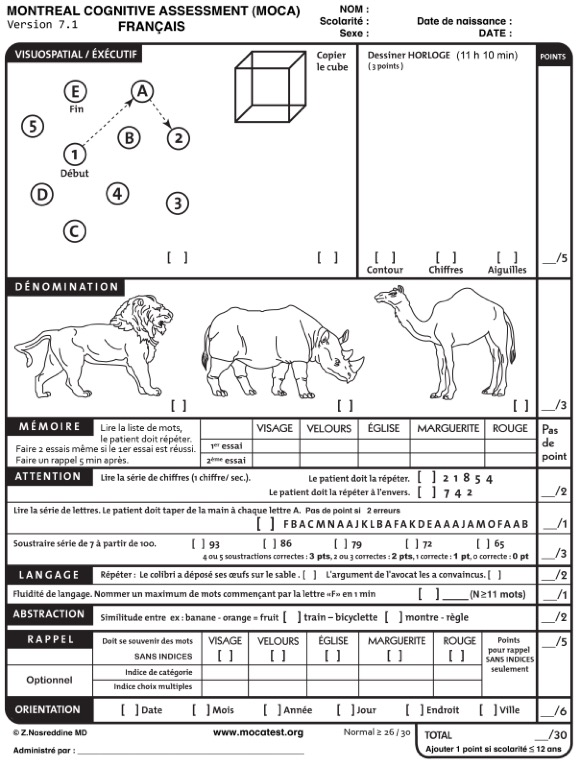 MONTREAL COGNITIVE ASSESSMENT (MOCA)
Version 7.1 FRANÇAIS
NOM :
Scolarité : Date de naissance :
Sexe : DATE :
VISUOSPATIAL / ÉXÉCUTIF
Copier
le cube
Dessiner HORLOGE (11 h 10 min)
( 3 points )
POINTS
E
Fin
A
5
B
2
1
Début
D
4
3
C
[ ] [ ] [ ] [ ] [ ] __/5
Contour Chiffres Aiguilles
DÉNOMINATION
[ ] [ ] [ ] __/3
MÉMOIRE
Lire la liste de mots,
le patient doit répéter.
Faire 2 essais même si le 1er essai est réussi.
Faire un rappel 5 min après.
VISAGE VELOURS ÉGLISE MARGUERITE ROUGE
1er essai
2ème essai
Pas
de
point
ATTENTION Lire la série de chiffres (1 chiffre/ sec.). Le patient doit la répéter. [ ] 2 1 8 5 4
Le patient doit la répéter à l'envers. [ ] 7 4 2 __/2
Lire la série de lettres. Le patient doit taper de la main à chaque lettre A. Pas de point si 2 erreurs
[ ] F B A C M N A A J K L B A F A K D E A A A J A M O F A A B __/1
Soustraire série de 7 à partir de 100. [ ] 93 [ ] 86 [ ] 79 [ ] 72 [ ] 65
4 ou 5 soustractions correctes : 3 pts, 2 ou 3 correctes : 2 pts, 1 correcte : 1 pt, 0 correcte : 0 pt __/3
LANGAGE Répéter : Le colibri a déposé ses œufs sur le sable . [ ] L'argument de l'avocat les a convaincus. [ ] __/2
Fluidité de langage. Nommer un maximum de mots commençant par la lettre «F» en 1 min [ ] ____ (N ≥ 11 mots) __/1
ABSTRACTION Similitude entre ex : banane - orange = fruit [ ] train – bicyclette [ ] montre - règle __/2
RAPPEL
Doit se souvenir des mots
SANS INDICES
VISAGE VELOURS ÉGLISE MARGUERITE ROUGE
[ ] [ ] [ ] [ ] [ ]
Points
pour rappel
SANS INDICES
seulement
__/5
Optionnel
Indice de catégorie
Indice choix multiples
ORIENTATION [ ] Date [ ] Mois [ ] Année [ ] Jour [ ] Endroit [ ] Ville __/6
© Z.Nasreddine MD www.mocatest.org Normal ≥ 26 / 30 TOTAL __/30
Administré par : Ajouter 1 point si scolarité ≤ 12 ans